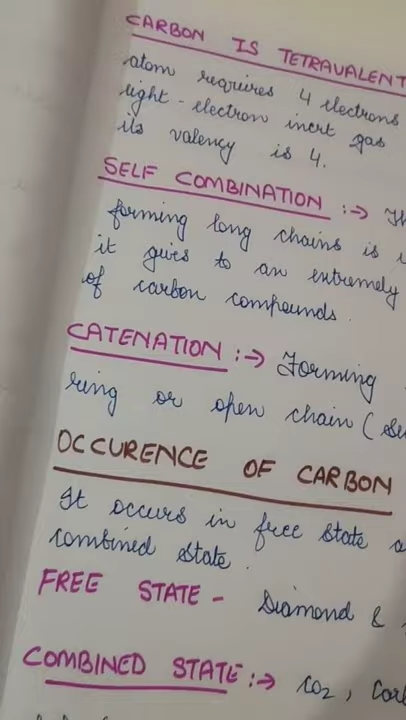 CARBON IS TETRAVALENT
atom requires 4 electrons
eight - electron inert gas
its valency is 4.
SELF COMBINATION :→
forming long chains is
it gives to an extremely
of carbon compounds.
CATENATION :→ Forming
ring or open chain (
OCCURENCE OF CARBON
It occurs in free state
combined state.
FREE STATE - Diamond &
COMBINED STATE :→ CO2,